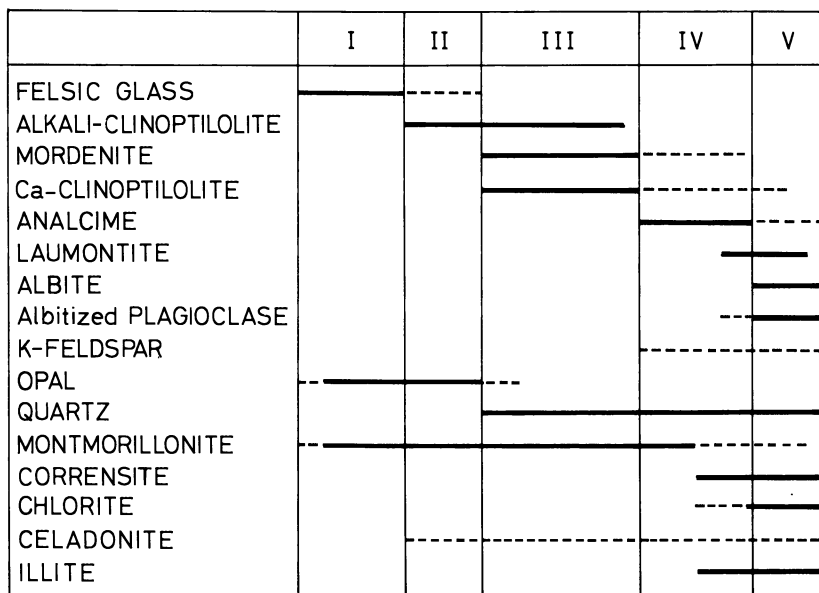 I II III IV V
FELSIC GLASS
ALKALI-CLINOPTILOLITE
MORDENITE
Ca-CLINOPTILOLITE
ANALCIME
LAUMONTITE
ALBITE
Albitized PLAGIOCLASE
K-FELDSPAR
OPAL
QUARTZ
MONTMORILLONITE
CORRENSITE
CHLORITE
CELADONITE
ILLITE